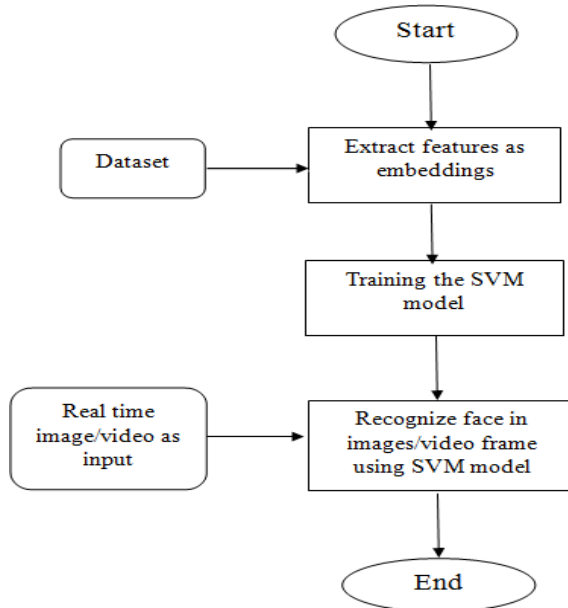 Start
Dataset
Extract features as
embeddings
Training the SVM
model
Real time
image/video as
input
Recognize face in
images/video frame
using SVM model
End